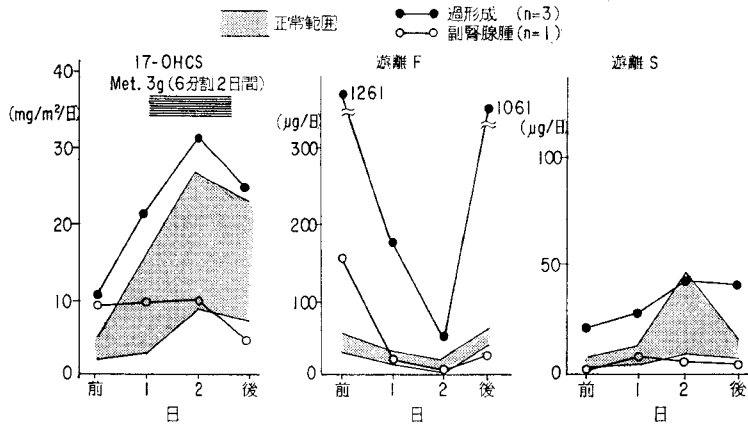 正常範囲
過形成 (n=3)
副腎腺腫 (n=1)
17-OHCS
Met. 3g (6分割2日間)
(mg/m²/日)
40
30
20
10
0
前 1 2 後
日
遊離 F
(μg/日)
1261
1061
300
200
100
0
前 1 2 後
日
遊離 S
(μg/日)
100
50
0
前 1 2 後
日